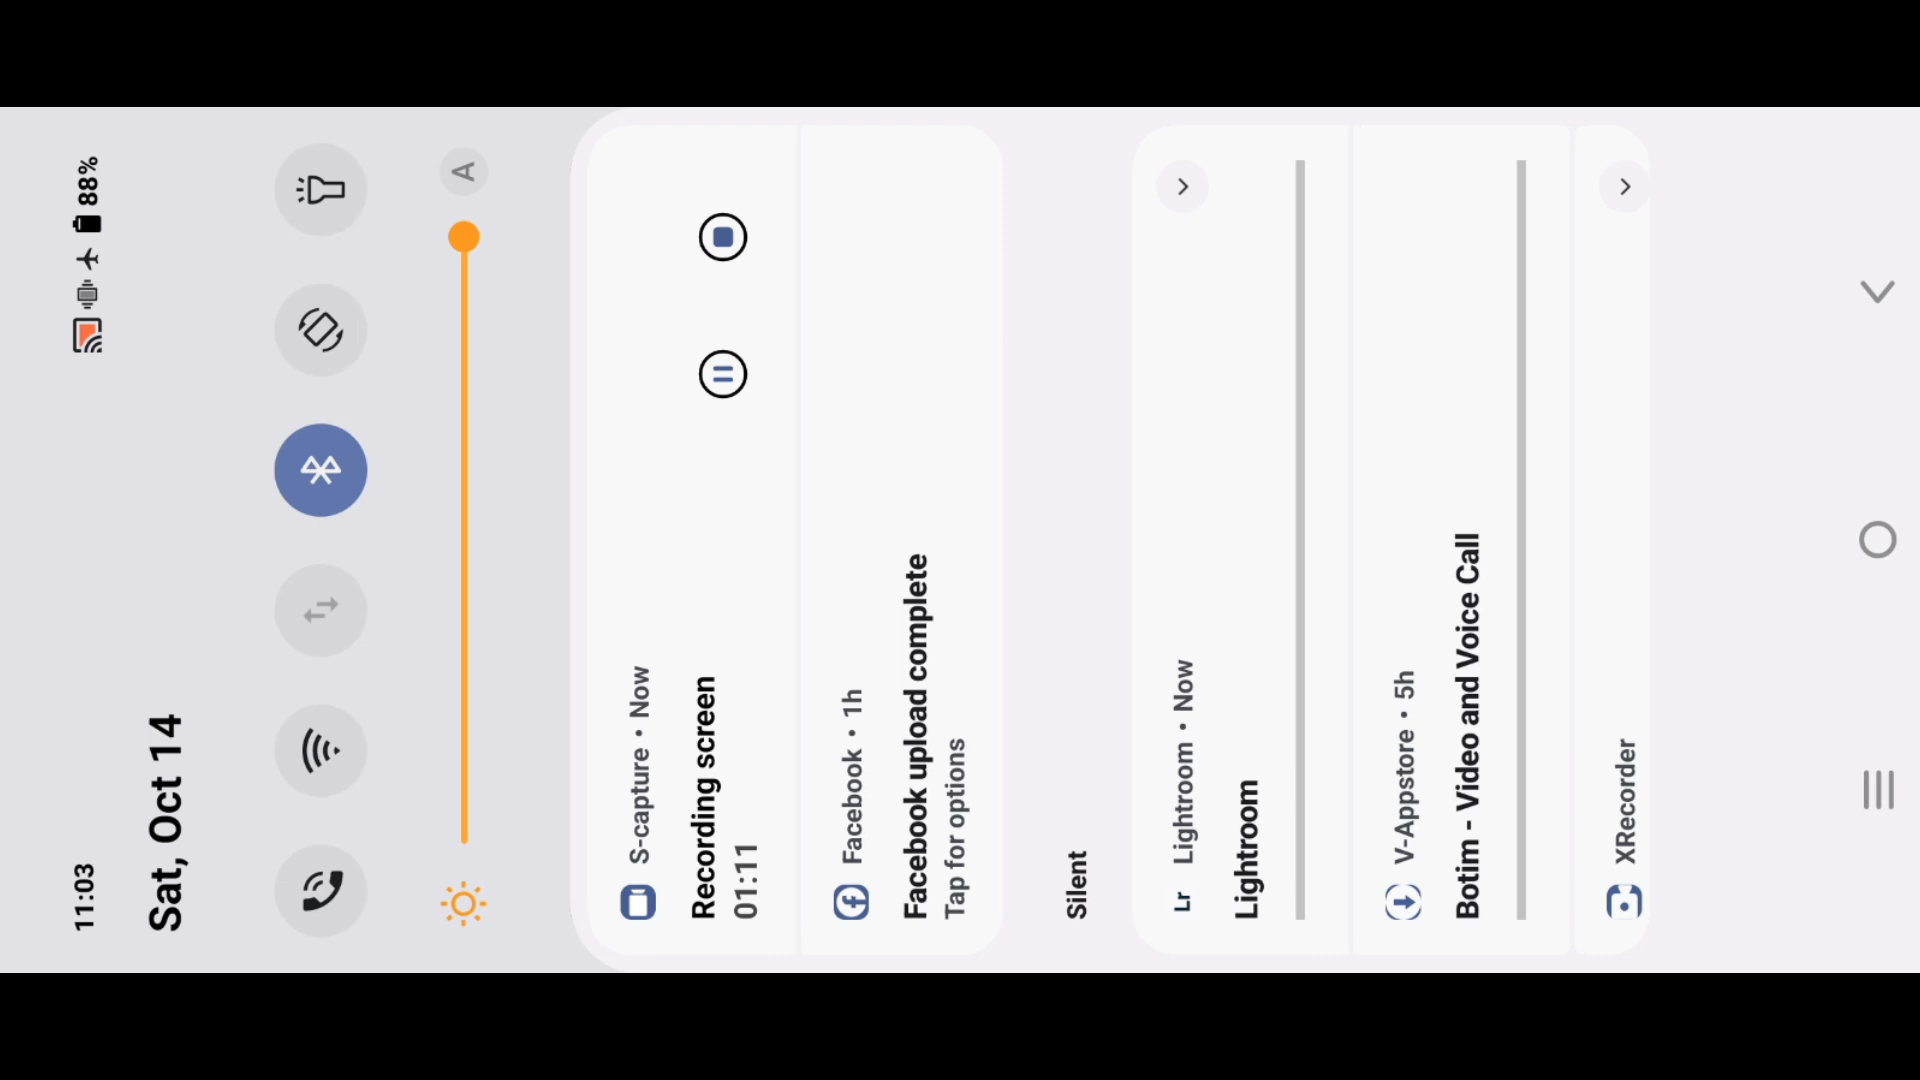 11:03
88%
Sat, Oct 14
A
S-capture • Now
Recording screen
01:11
Facebook • 1h
Facebook upload complete
Tap for options
Silent
Lr Lightroom • Now
Lightroom
V-Appstore • 5h
Botim - Video and Voice Call
XRecorder